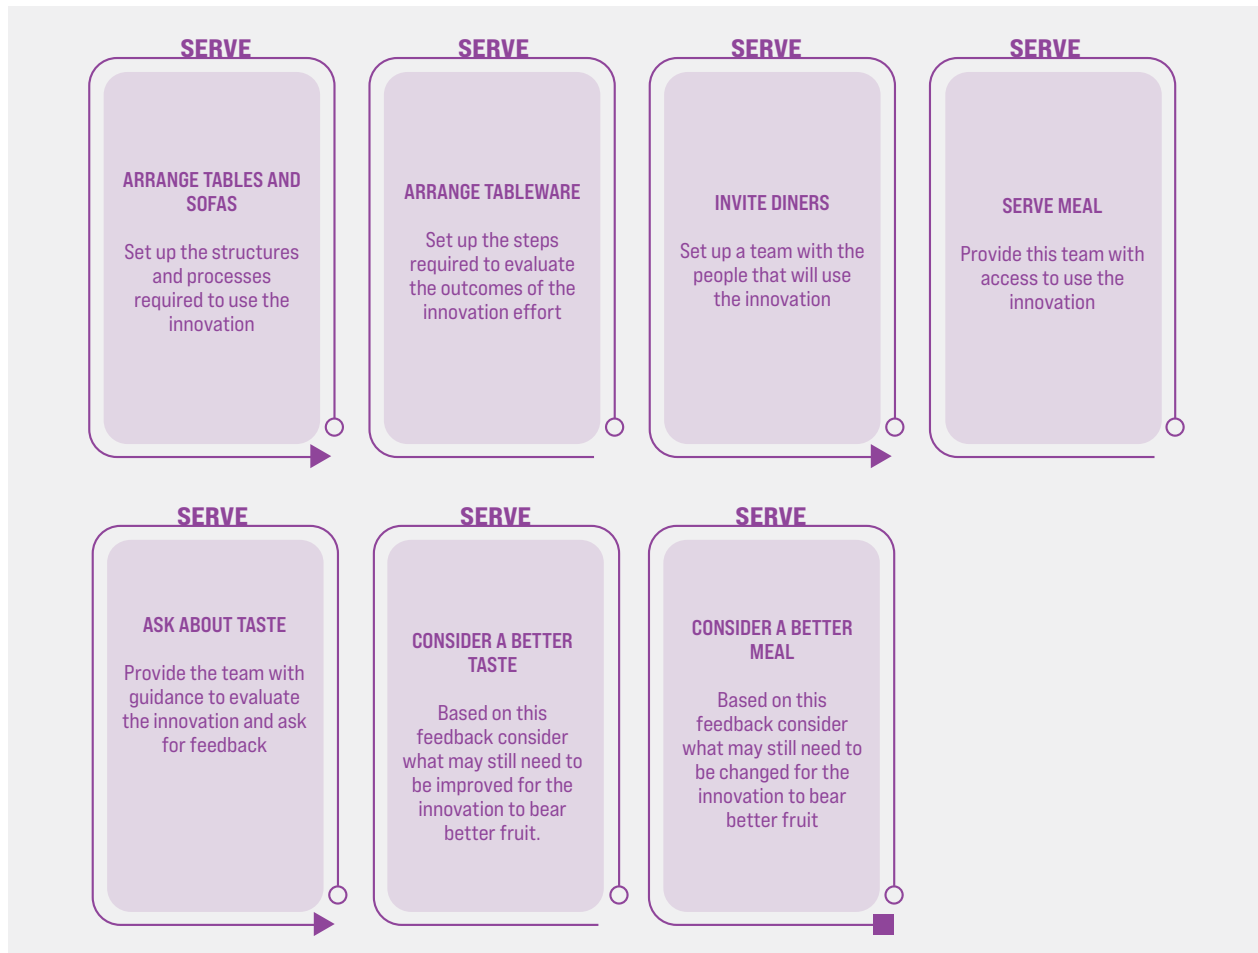 SERVE
ARRANGE TABLES AND
SOFAS
Set up the structures
and processes
required to use the
innovation
SERVE
ARRANGE TABLEWARE
Set up the steps
required to evaluate
the outcomes of the
innovation effort
SERVE
INVITE DINERS
Set up a team with the
people that will use
the innovation
SERVE
SERVE MEAL
Provide this team with
access to use the
innovation
SERVE
ASK ABOUT TASTE
Provide the team with
guidance to evaluate
the innovation and ask
for feedback
SERVE
CONSIDER A BETTER
TASTE
Based on this
feedback consider
what may still need to
be improved for the
innovation to bear
better fruit.
SERVE
CONSIDER A BETTER
MEAL
Based on this
feedback consider
what may still need to
be changed for the
innovation to bear
better fruit